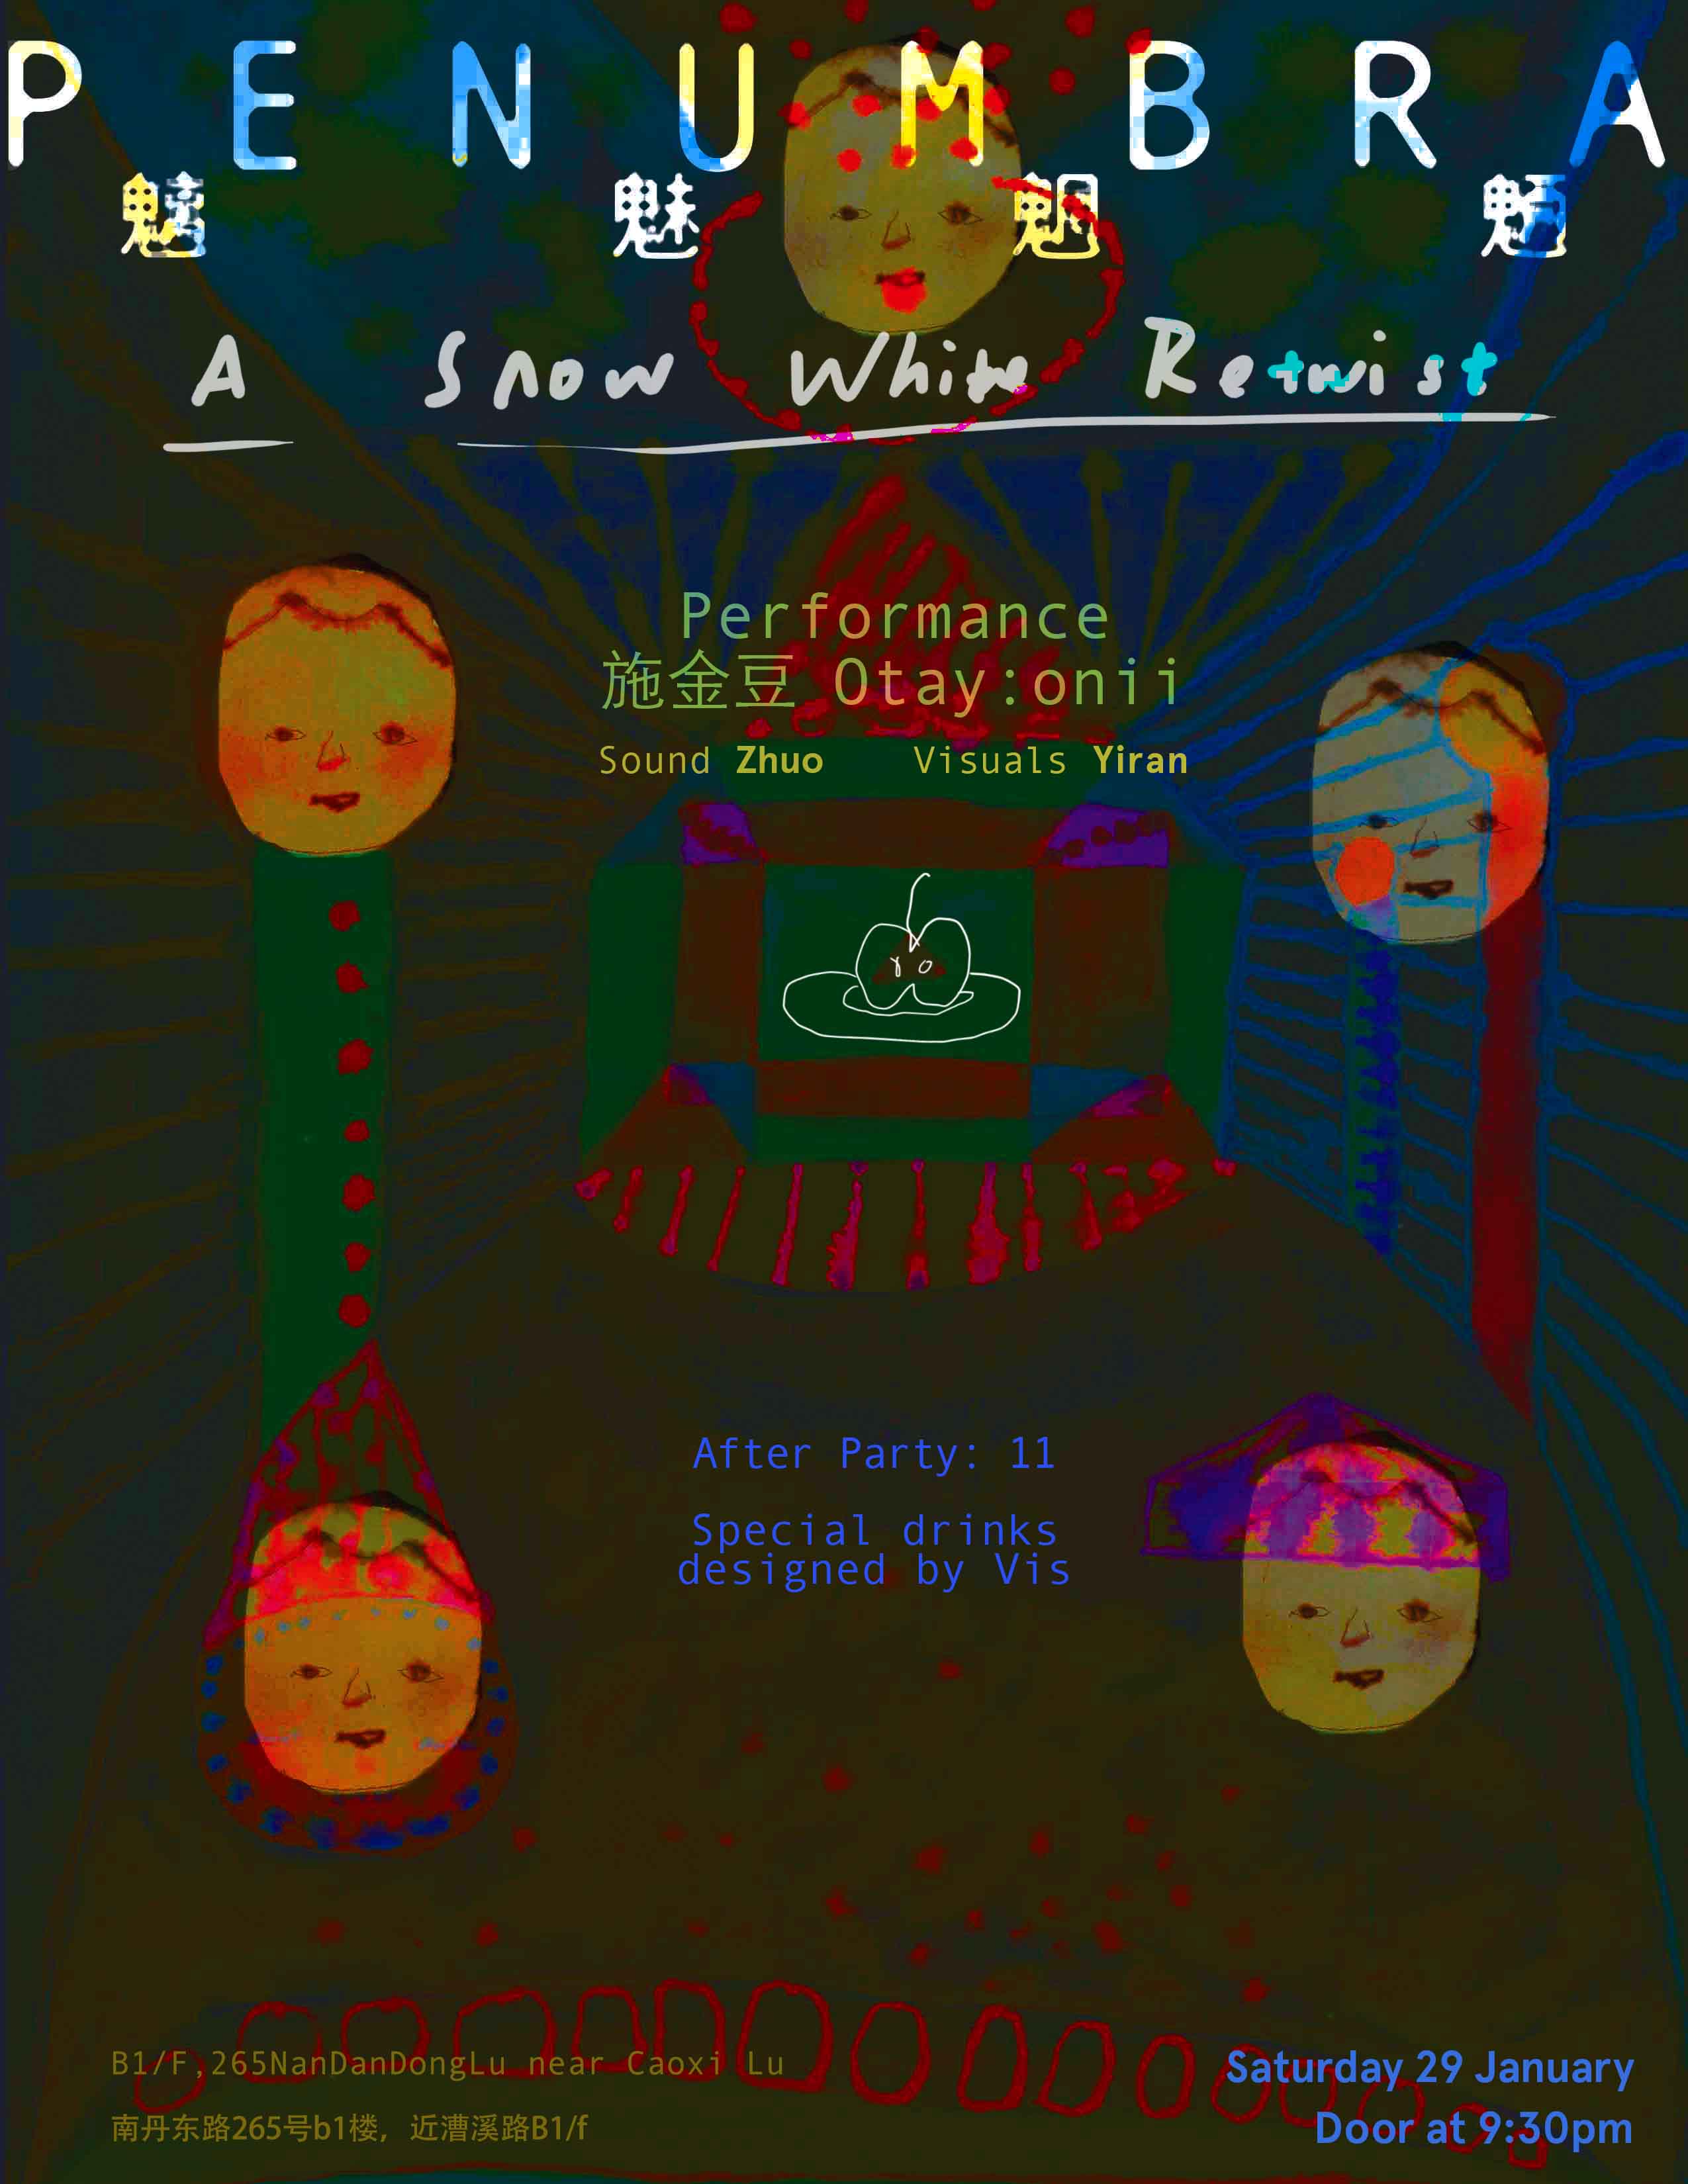 PENUMBRA
魑魅魍魉
A Snow White Retwist
Performance
施金豆 Otay:onii
Sound Zhuo Visuals Yiran
After Party: 11
Special drinks
designed by Vis
B1/F,265NanDanDongLu near Caoxi Lu
南丹东路265号b1楼，近漕溪路B1/f
Saturday 29 January
Door at 9:30pm